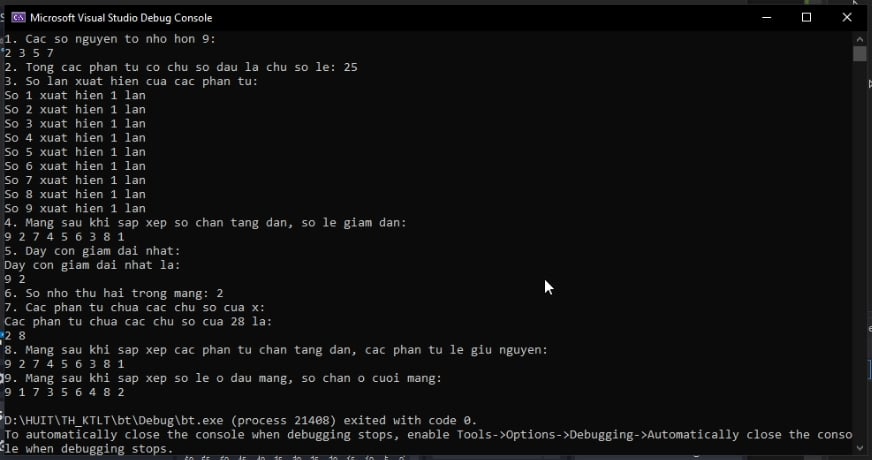 Microsoft Visual Studio Debug Console
1. Cac so nguyen to nho hon 9:
2 3 5 7
2. Tong cac phan tu co chu so dau la chu so le: 25
3. So lan xuat hien cua cac phan tu:
So 1 xuat hien 1 lan
So 2 xuat hien 1 lan
So 3 xuat hien 1 lan
So 4 xuat hien 1 lan
So 5 xuat hien 1 lan
So 6 xuat hien 1 lan
So 7 xuat hien 1 lan
So 8 xuat hien 1 lan
So 9 xuat hien 1 lan
4. Mang sau khi sap xep so chan tang dan, so le giam dan:
9 2 7 4 5 6 3 8 1
5. Day con giam dai nhat:
Day con giam dai nhat la:
9 2
6. So nho thu hai trong mang: 2
7. Cac phan tu chua cac chu so cua x:
Cac phan tu chua cac chu so cua 28 la:
2 8
8. Mang sau khi sap xep cac phan tu chan tang dan, cac phan tu le giu nguyen:
9 2 7 4 5 6 3 8 1
9. Mang sau khi sap xep so le o dau mang, so chan o cuoi mang:
9 1 7 3 5 6 4 8 2
D:\HUIT\TH_KTLT\bt\Debug\bt.exe (process 21408) exited with code 0.
To automatically close the console when debugging stops, enable Tools->Options->Debugging->Automatically close the conso
le when debugging stops.